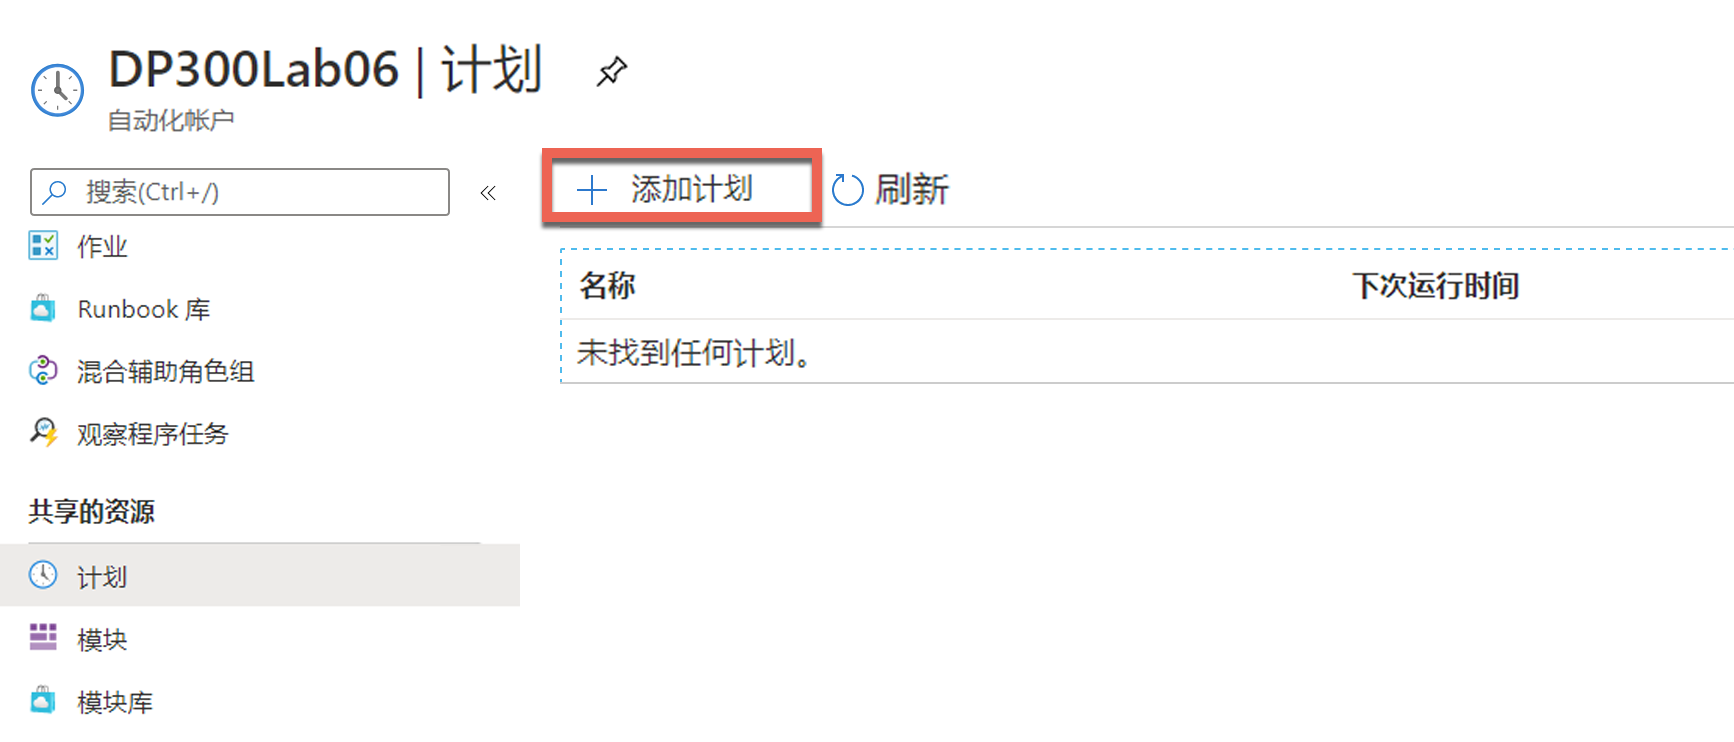 DP300Lab06 | 计划
自动化帐户
搜索(Ctrl+/)
作业
Runbook 库
混合辅助角色组
观察程序任务
共享的资源
计划
模块
模块库
添加计划
刷新
名称
下次运行时间
未找到任何计划。